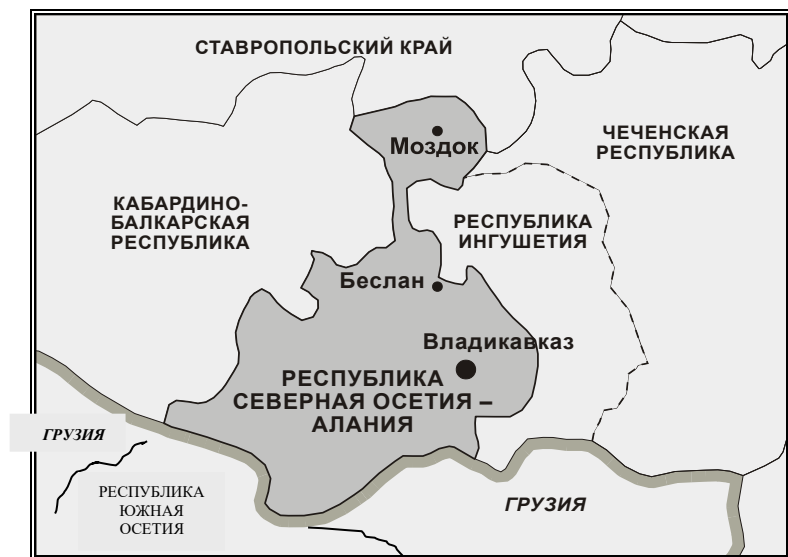 СТАВРОПОЛЬСКИЙ КРАЙ
Моздок
ЧЕЧЕНСКАЯ
РЕСПУБЛИКА
КАБАРДИНО-
БАЛКАРСКАЯ
РЕСПУБЛИКА
РЕСПУБЛИКА
ИНГУШЕТИЯ
Беслан
Владикавказ
РЕСПУБЛИКА
СЕВЕРНАЯ ОСЕТИЯ –
АЛАНИЯ
ГРУЗИЯ
РЕСПУБЛИКА
ЮЖНАЯ
ОСЕТИЯ
ГРУЗИЯ